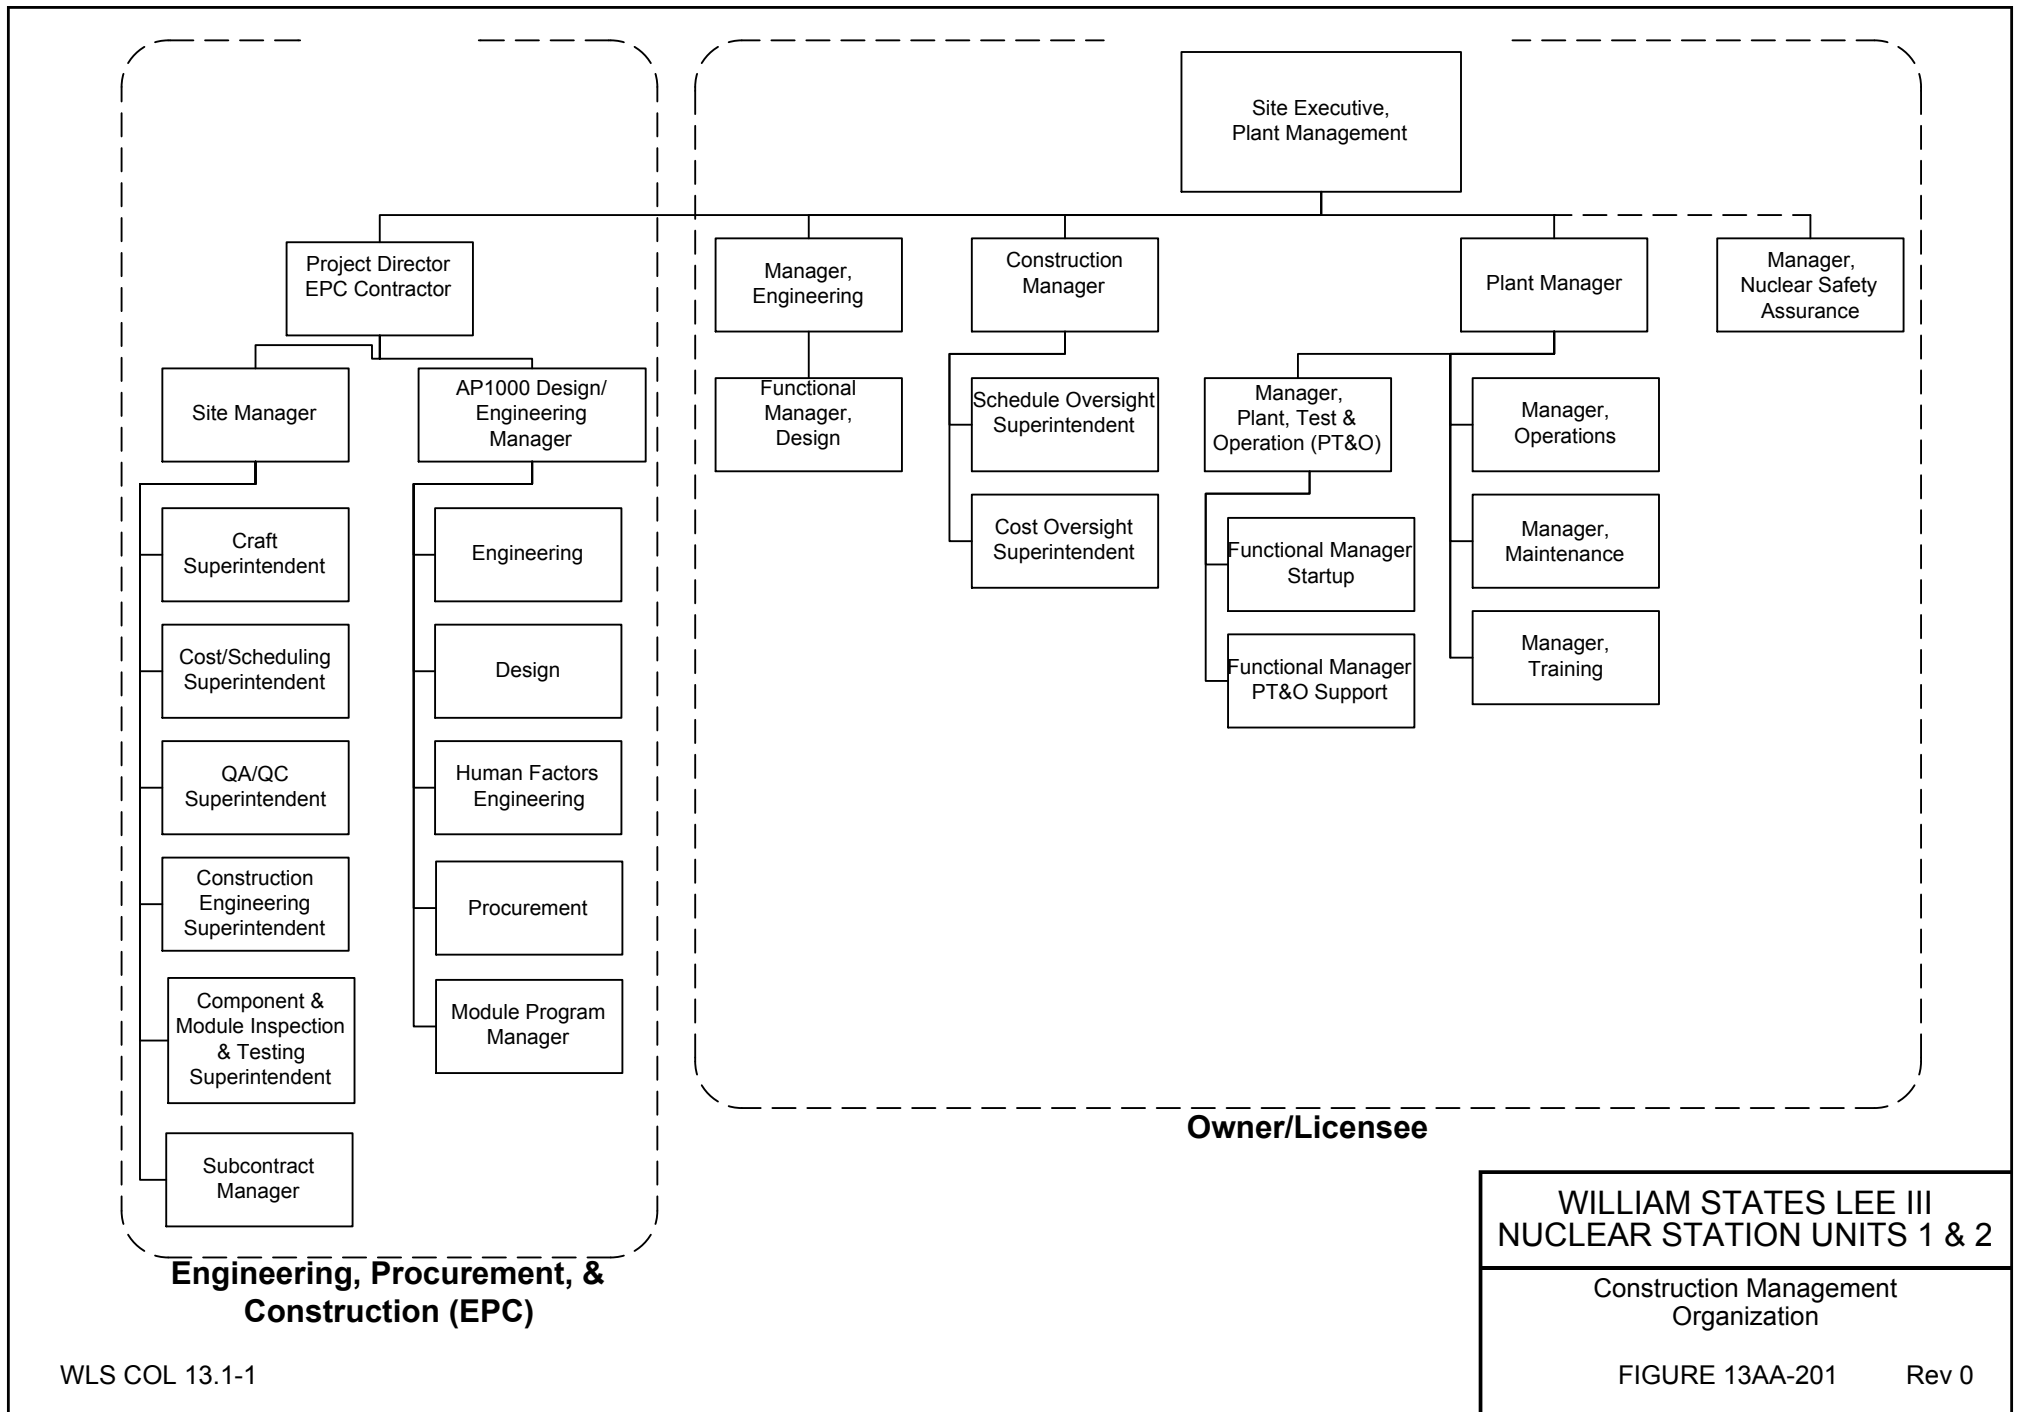 Site Executive,
Plant Management
Project Director
EPC Contractor
Manager,
Engineering
Construction
Manager
Plant Manager
Manager,
Nuclear Safety
Assurance
Site Manager
AP1000 Design/
Engineering
Manager
Functional
Manager,
Design
Schedule Oversight
Superintendent
Manager,
Plant, Test &
Operation (PT&O)
Manager,
Operations
Craft
Superintendent
Engineering
Cost Oversight
Superintendent
Functional Manager
Startup
Manager,
Maintenance
Cost/Scheduling
Superintendent
Design
Functional Manager
PT&O Support
Manager,
Training
QA/QC
Superintendent
Human Factors
Engineering
Construction
Engineering
Superintendent
Procurement
Component &
Module Inspection
& Testing
Superintendent
Module Program
Manager
Subcontract
Manager
Owner/Licensee
Engineering, Procurement, &
Construction (EPC)
WILLIAM STATES LEE III
NUCLEAR STATION UNITS 1 & 2
Construction Management
Organization
WLS COL 13.1-1
FIGURE 13AA-201 Rev 0